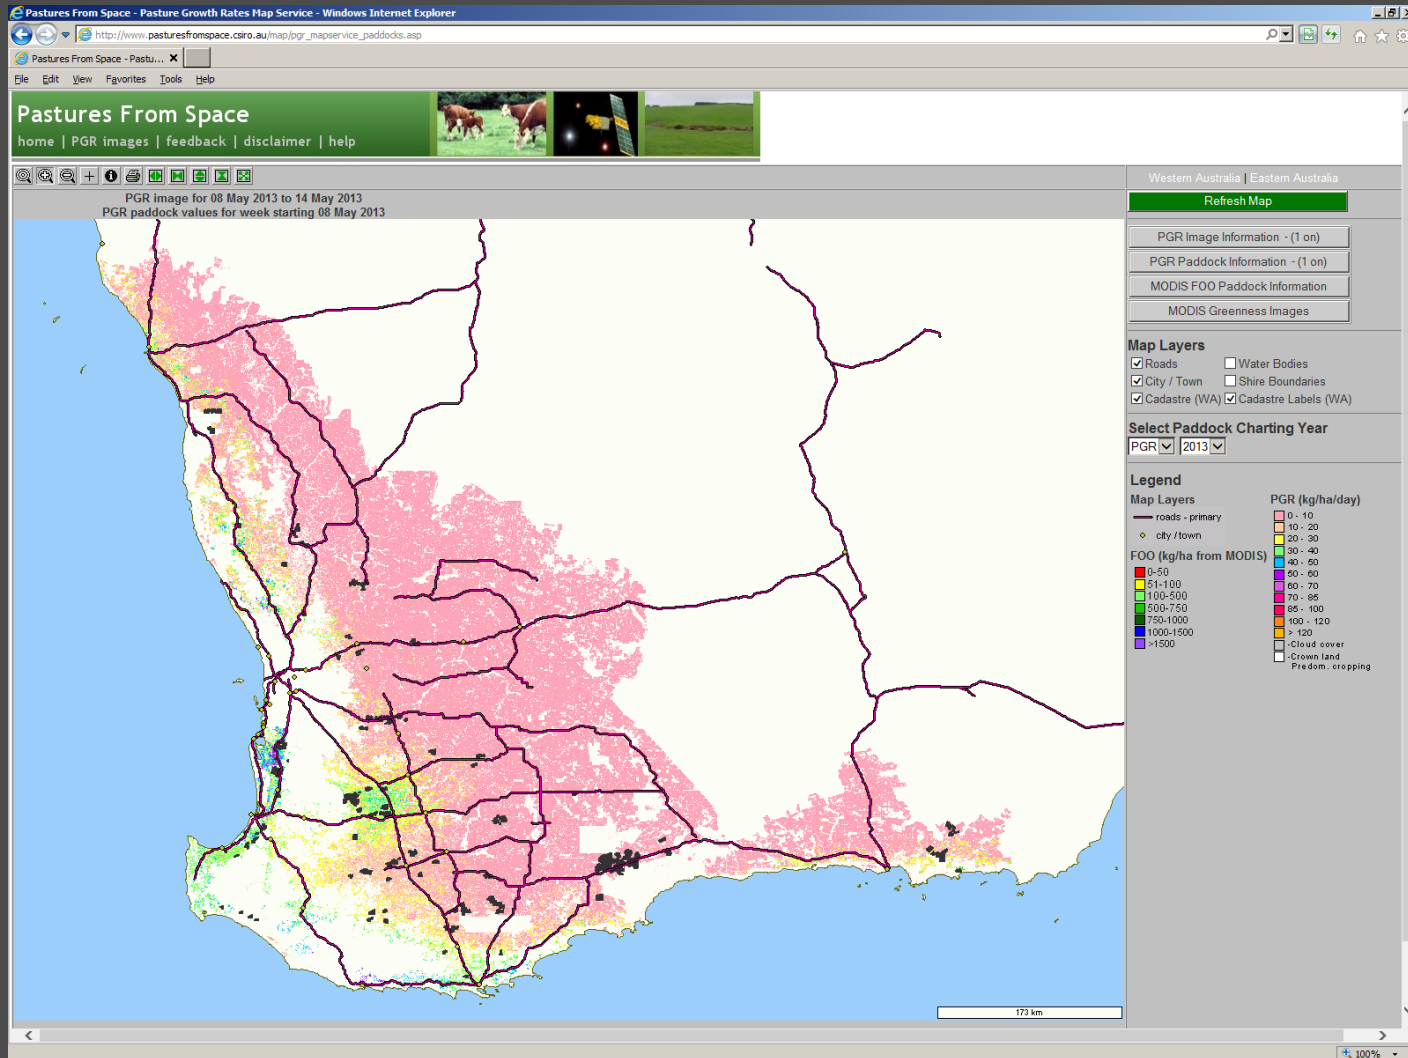 Pastures From Space - Pasture Growth Rates Map Service - Windows Internet Explorer
http://www.pasturesfromspace.csiro.au/map/pgr_mapservice_paddocks.asp
Pastures From Space - Pastu...
File Edit View Favorites Tools Help
Pastures From Space
home | PGR images | feedback | disclaimer | help
PGR image for 08 May 2013 to 14 May 2013
PGR paddock values for week starting 08 May 2013
173 km
Western Australia | Eastern Australia
Refresh Map
PGR Image Information - (1 on)
PGR Paddock Information - (1 on)
MODIS FOO Paddock Information
MODIS Greenness Images
Map Layers
Roads Water Bodies
City / Town Shire Boundaries
Cadastre (WA) Cadastre Labels (WA)
Select Paddock Charting Year
PGR 2013
Legend
Map Layers
roads - primary
city / town
FOO (kg/ha from MODIS)
0-50
51-100
100-500
500-750
750-1000
1000-1500
>1500
PGR (kg/ha/day)
0 - 10
10 - 20
20 - 30
30 - 40
40 - 50
50 - 60
60 - 70
70 - 85
85 - 100
100 - 120
> 120
-Cloud cover
-Crown land
Predom. cropping
100%